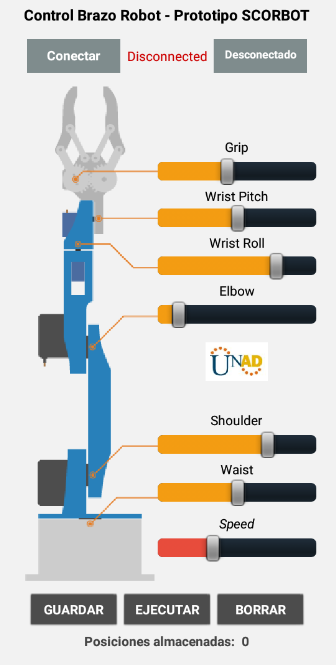 Control Brazo Robot - Prototipo SCORBOT
Conectar Disconnected Desconectado
Grip
Wrist Pitch
Wrist Roll
Elbow
UNAD
Shoulder
Waist
Speed
GUARDAR EJECUTAR BORRAR
Posiciones almacenadas: 0